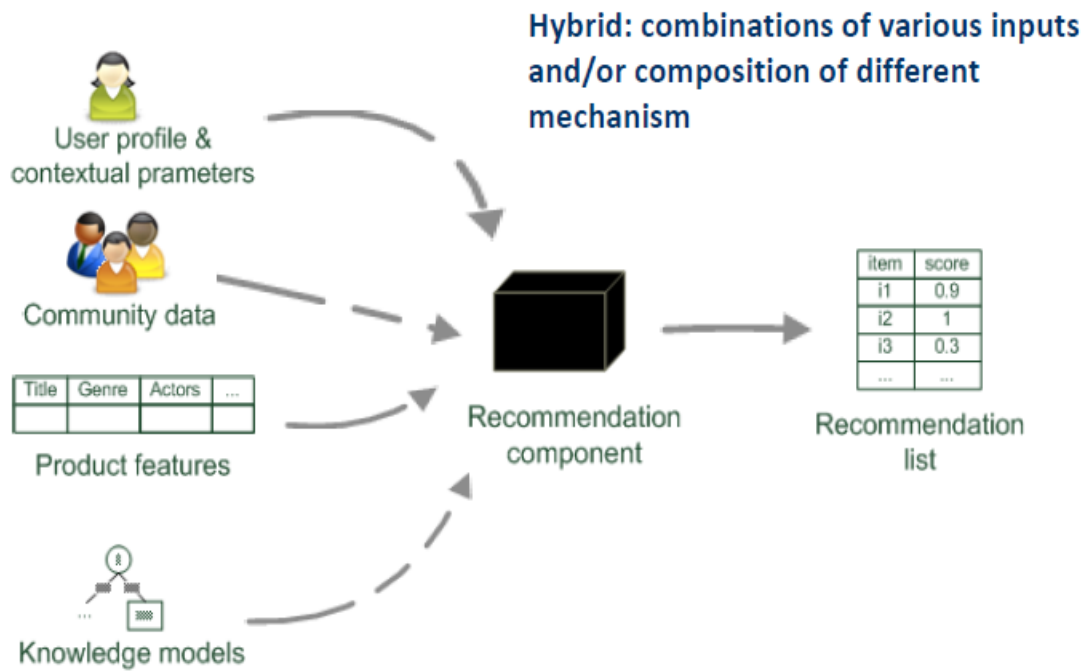 Hybrid: combinations of various inputs
and/or composition of different
mechanism
User profile &
contextual prameters
Community data
Title Genre Actors ...
Product features
Knowledge models
...
Recommendation
component
item score
i1 0.9
i2 1
i3 0.3
... ...
Recommendation
list